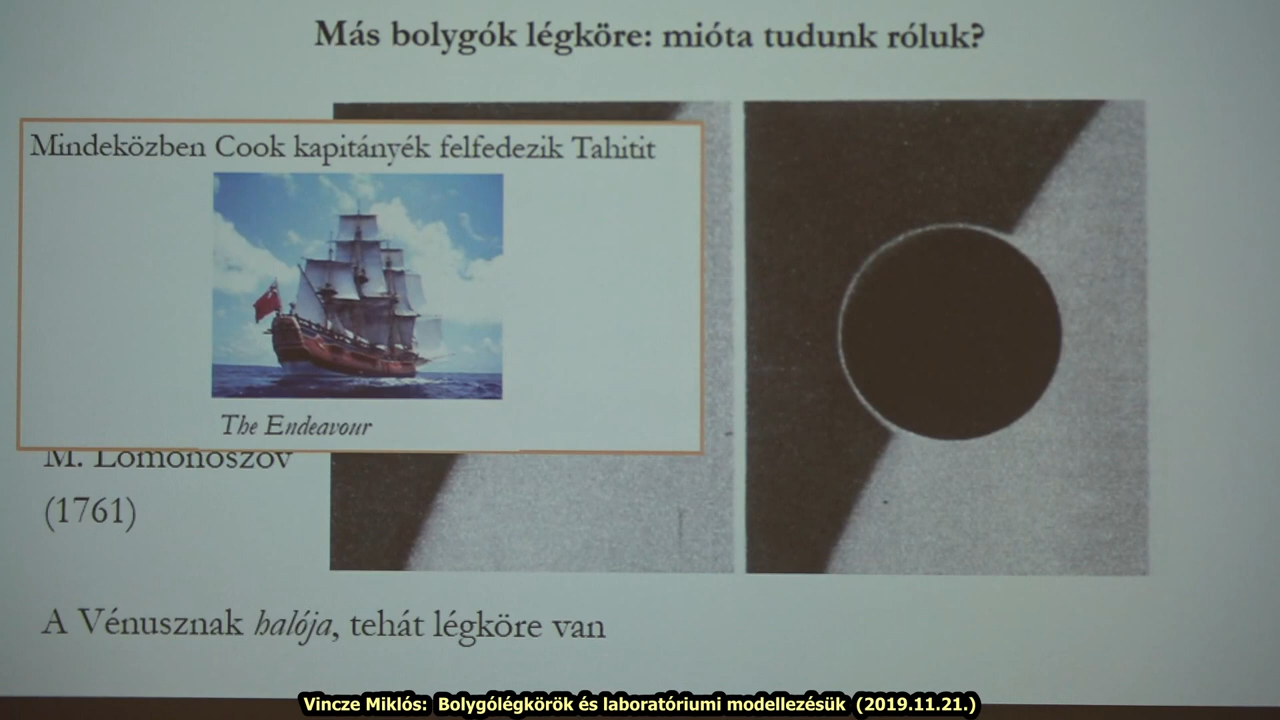 Más bolygók légköre: mióta tudunk róluk?
Mindeközben Cook kapitányék felfedezik Tahitit
The Endeavour
M. Lomonoszov
(1761)
A Vénusznak halója, tehát légköre van
Vincze Miklós: Bolygólégkörök és laboratóriumi modellezésük (2019.11.21.)